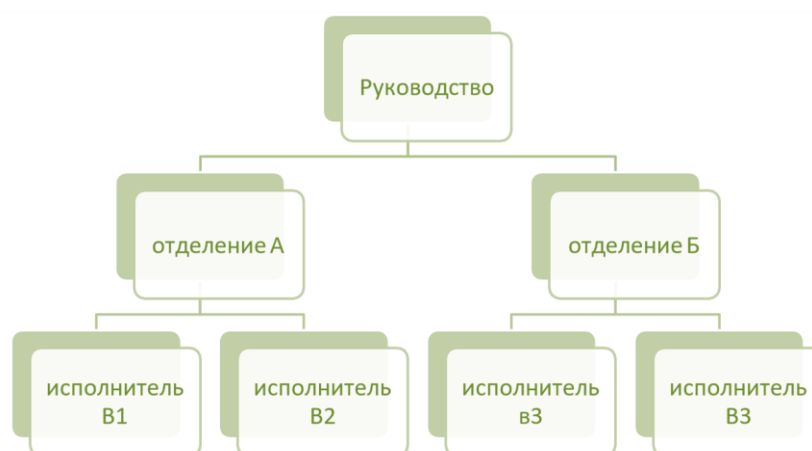 Руководство
отделение А
отделение Б
исполнитель
В1
исполнитель
В2
исполнитель
в3
исполнитель
В3